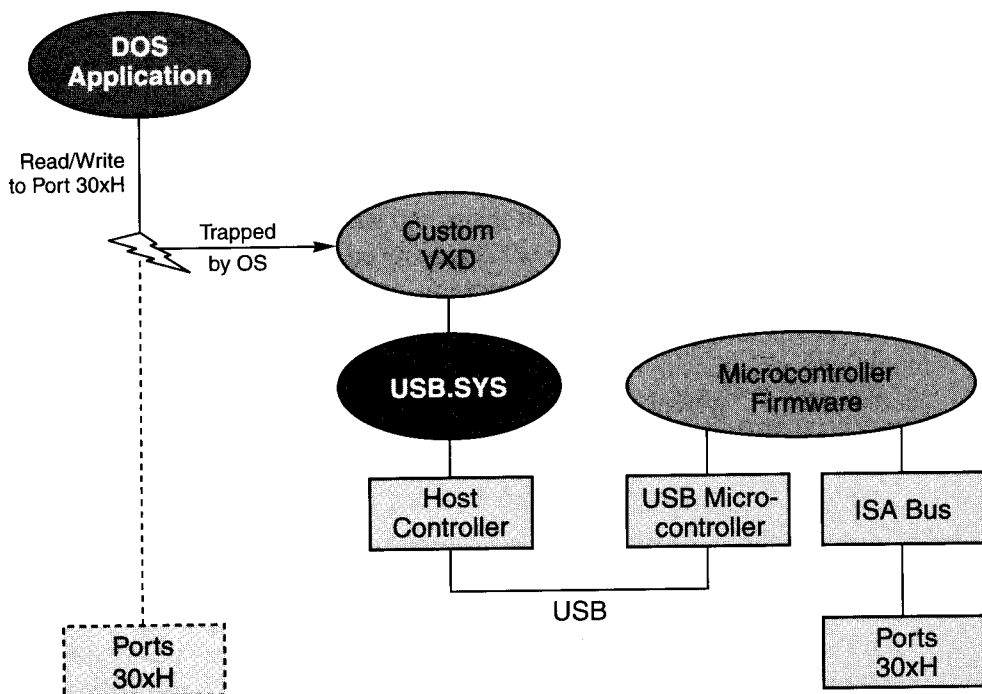 DOS
Application
Read/Write
to Port 30xH
Trapped
by OS
Custom
VXD
USB.SYS
Microcontroller
Firmware
Host
Controller
USB Micro-
controller
ISA Bus
USB
Ports
30xH
Ports
30xH